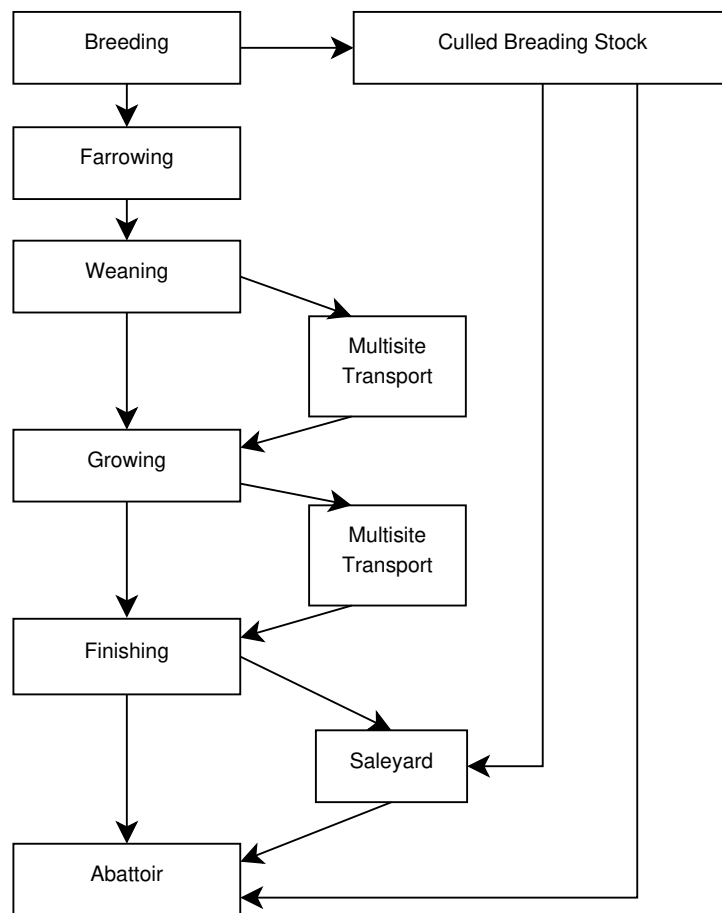 Breeding
Culled Breading Stock
Farrowing
Weaning
Multisite
Transport
Growing
Multisite
Transport
Finishing
Saleyard
Abattoir